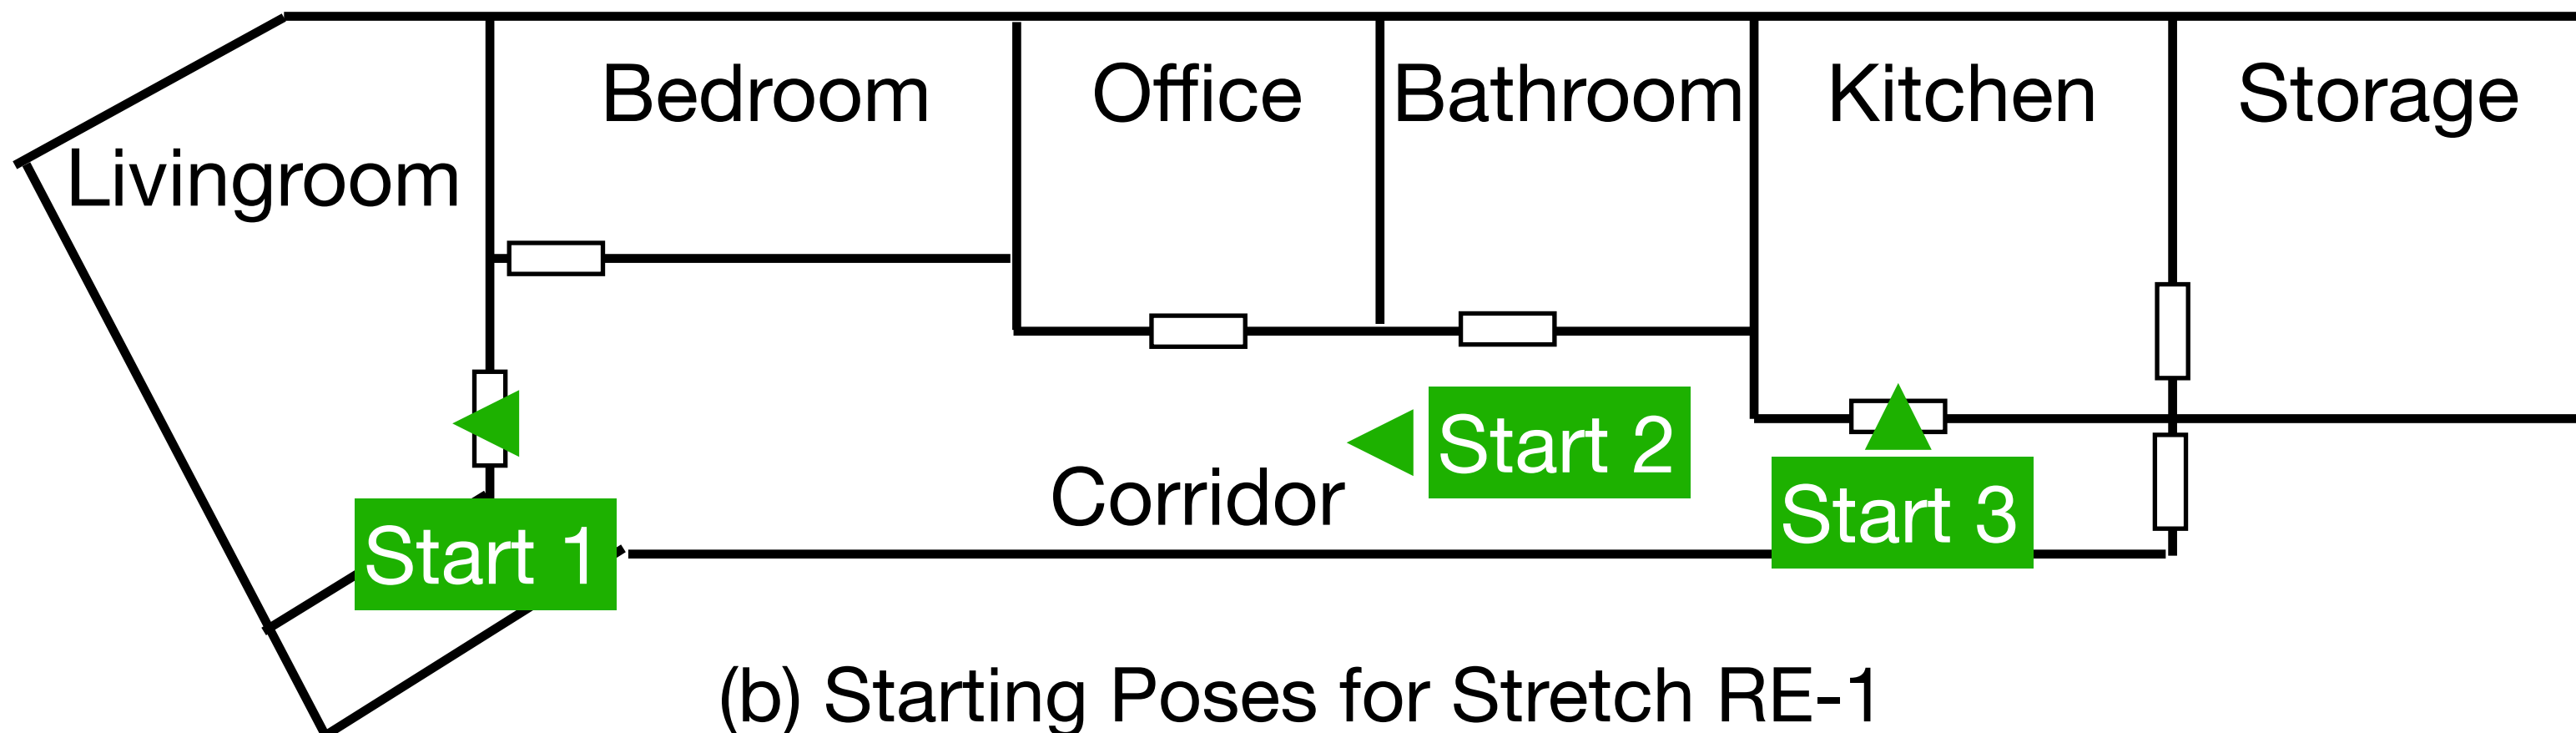 Bedroom
Office
Bathroom
Kitchen
Storage
Livingroom
Start 2
Corridor
Start 3
Start 1
(b) Starting Poses for Stretch RE-1